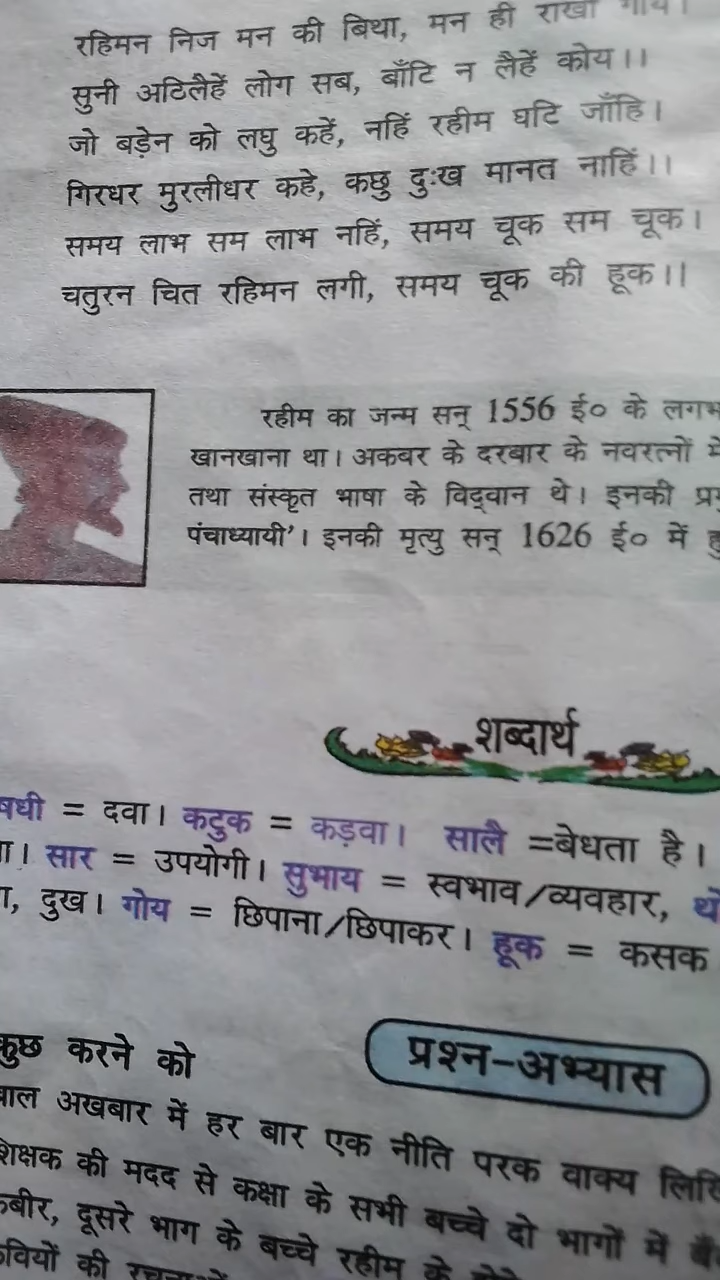 रहिमन निज मन की बिथा, मन ही राखो गोय।
सुनी अठिलैहें लोग सब, बाँटि न लैहें कोय।।
जो बड़ेन को लघु कहें, नहिं रहीम घटि जाँहि।
गिरधर मुरलीधर कहे, कछु दुःख मानत नाहिं।।
समय लाभ सम लाभ नहिं, समय चूक सम चूक।
चतुरन चित रहिमन लगी, समय चूक की हूक।।
रहीम का जन्म सन् 1556 ई० के
खानखाना था। अकबर के दरबार के नवरत्नों
तथा संस्कृत भाषा के विद्वान थे। इनकी
पंचाध्यायी'। इनकी मृत्यु सन् 1626 ई० में
शब्दार्थ
षधी = दवा। कटुक = कड़वा। सालै =बेधता है।
सार = उपयोगी। सुभाय = स्वभाव/व्यवहार,
दुख। गोय = छिपाना/छिपाकर। हूक = कसक
प्रश्न-अभ्यास
कुछ करने को
अखबार में हर बार एक नीति परक वाक्य
शिक्षक की मदद से कक्षा के सभी बच्चे दो भागों में
कबीर, दूसरे भाग के बच्चे रहीम के
की